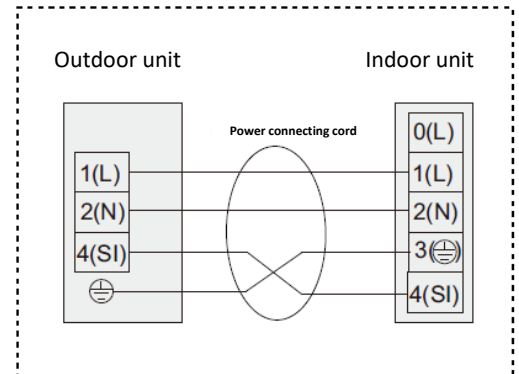 Outdoor unit
Indoor unit
Power connecting cord
1(L)
2(N)
4(SI)
0(L)
1(L)
2(N)
3(⏚)
4(SI)